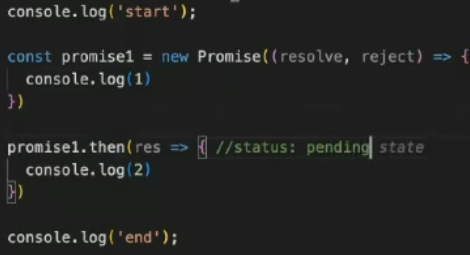 console.log('start');
const promise1 = new Promise((resolve, reject) => {
console.log(1)
})
promise1.then(res => { //status: pending state
console.log(2)
})
console.log('end');